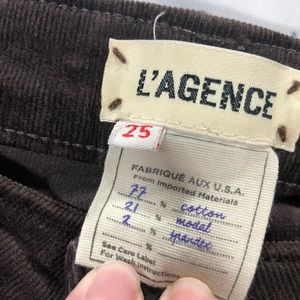 L'AGENCE
25
FABRIQUÉ AUX U.S.A.
From Imported Materials
77 % cotton
21 % modal
2 % spandex
%
See Care Label
For Wash Instructions